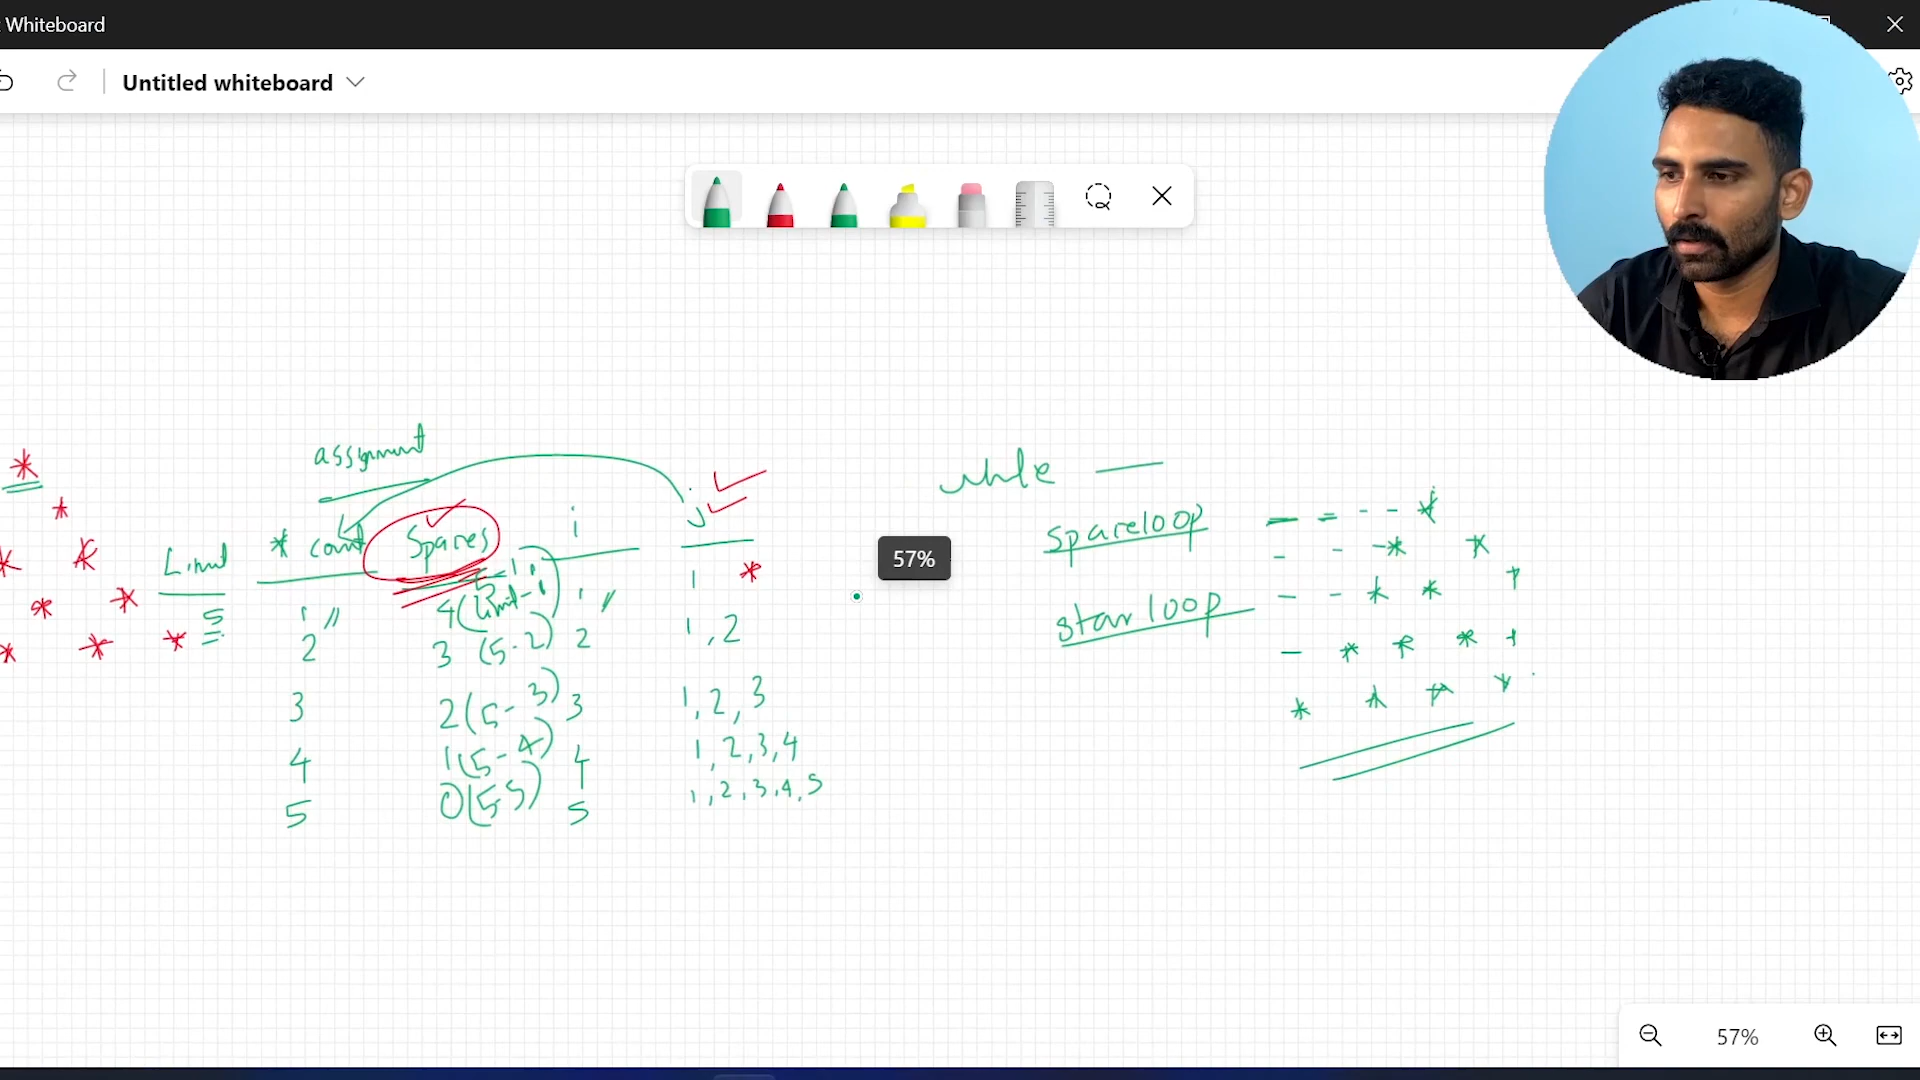 Whiteboard
Untitled whiteboard
assignment
while
* count Spares i j
Limit
spaceloop
57%
5 1 4 (limit-1) 1 1 *
starloop
2 3 (5-2) 2 1,2
3 2 (5-3) 3 1,2,3
4 1 (5-4) 4 1,2,3,4
5 0 (5-5) 5 1,2,3,4,5
- - - - *
- - - * *
- - * * *
- * * * *
* * * *
57%